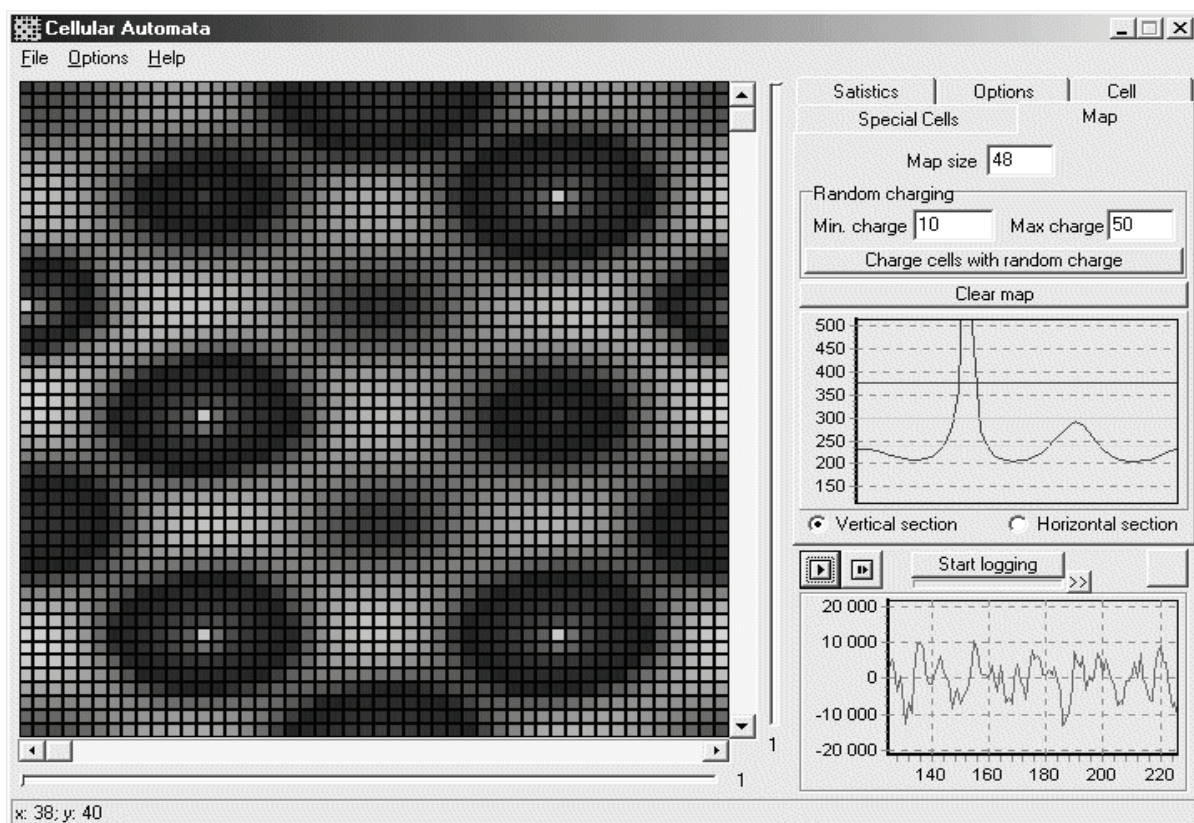 Cellular Automata
File Options Help
Satistics Options Cell
Special Cells Map
Map size 48
Random charging
Min. charge 10 Max charge 50
Charge cells with random charge
Clear map
500
450
400
350
300
250
200
150
Vertical section Horizontal section
Start logging
>>
20 000
10 000
0
-10 000
-20 000
140 160 180 200 220
1
1
x: 38; y: 40